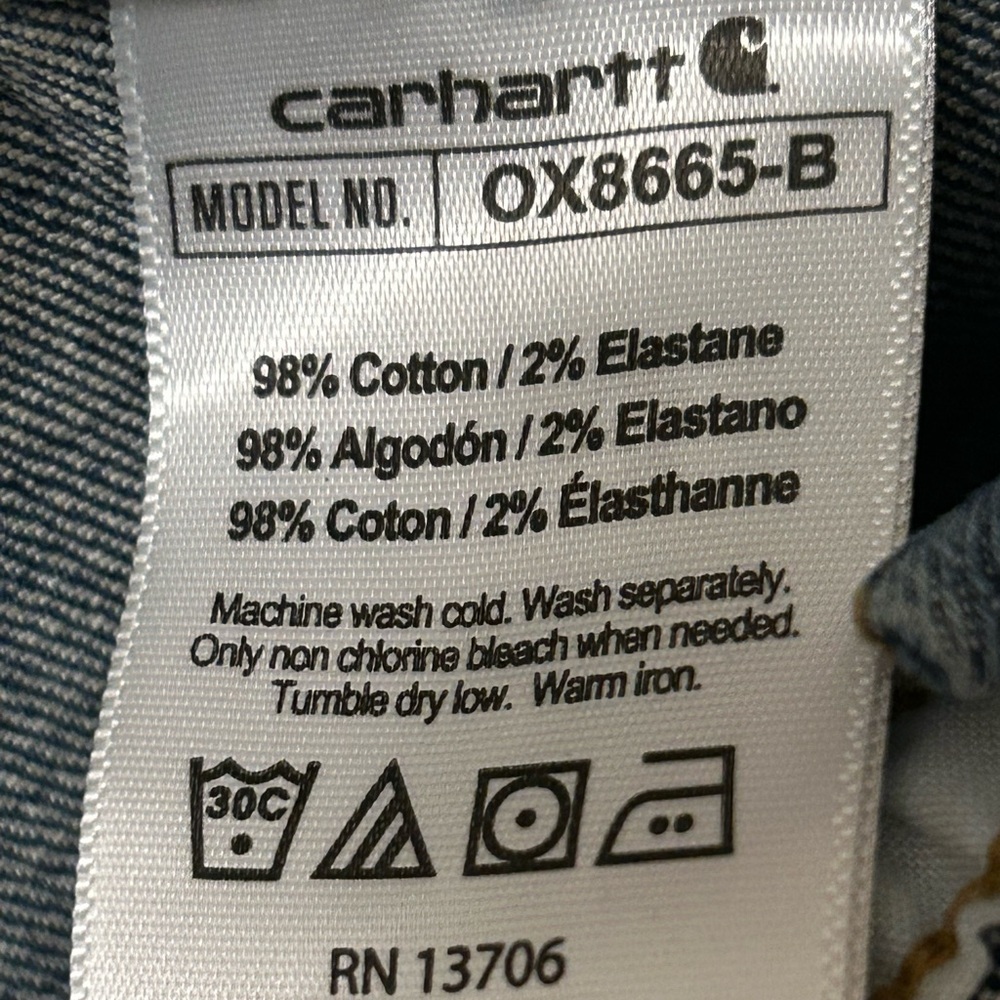 carhartt
MODEL NO. OX8665-B
98% Cotton / 2% Elastane
98% Algodón / 2% Elastano
98% Coton / 2% Élasthanne
Machine wash cold. Wash separately.
Only non chlorine bleach when needed.
Tumble dry low. Warm iron.
30C
RN 13706